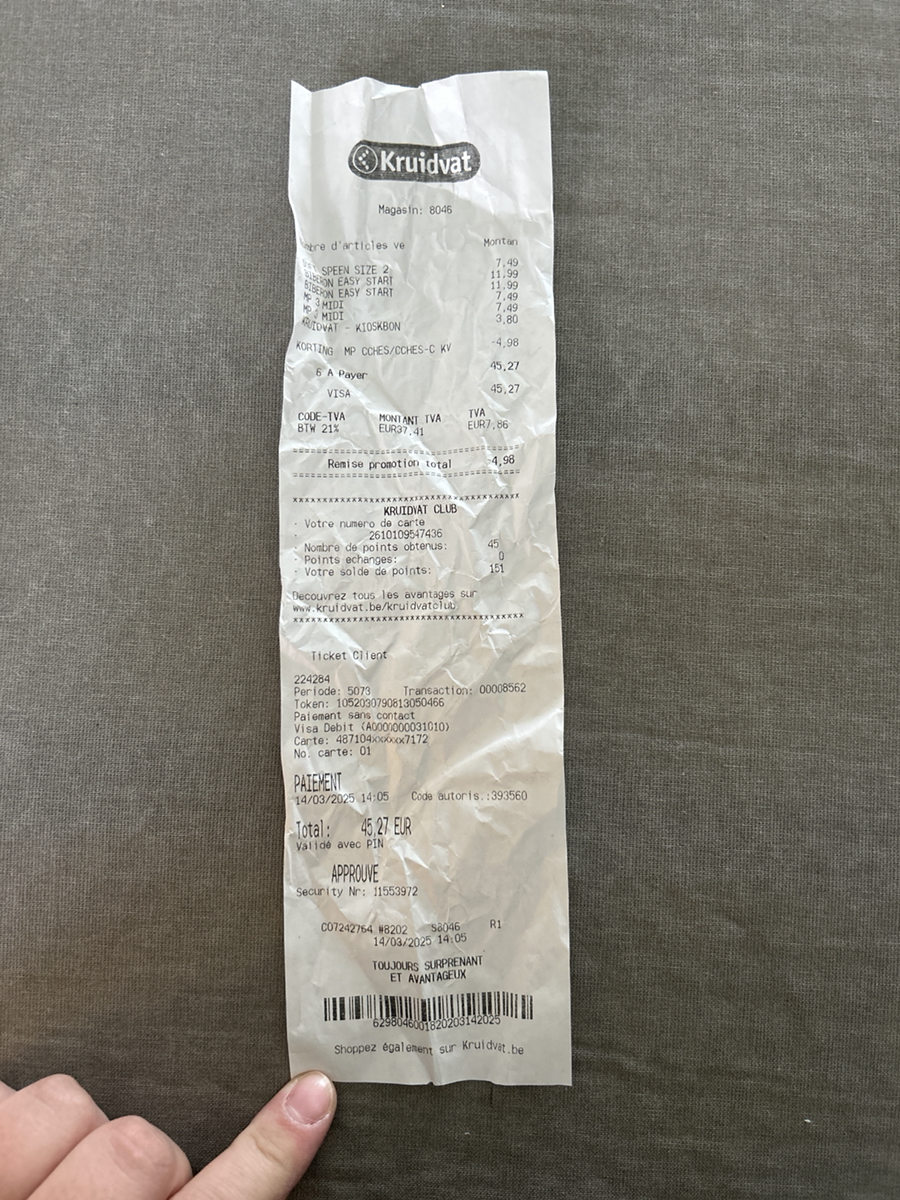 Kruidvat
Magasin: 8046
d'articles ve Montan
SPEEN SIZE 2 7,49
BIBERON EASY START 11,99
BIBERON EASY START 11,99
MP 3 MIDI 7,49
MP 3 MIDI 7,49
KRUIDVAT - KIOSKBON 3,80
KORTING MP CCHES/CCHES-C KV -4,98
6 A Payer 45,27
VISA 45,27
CODE-TVA MONTANT TVA TVA
BTW 21% EUR37,41 EUR7,86
Remise promotion total -4,98
KRUIDVAT CLUB
- Votre numero de carte
- 2610109547436
- Nombre de points obtenus: 45
- Points echanges: 0
- Votre solde de points: 151
Decouvrez tous les avantages sur
www.kruidvat.be/kruidvatclub
Ticket Client
224284
Periode: 5073 Transaction: 00008562
Token: 1052030790813050466
Paiement sans contact
Visa Debit (A0000000031010)
Carte: 487104xxxxxx7172
No. carte: 01
PAIEMENT
14/03/2025 14:05 Code autoris.:393560
Total: 45,27 EUR
Validé avec PIN
APPROUVE
Security Nr: 11553972
C07242764 #8202 S8046 R1
14/03/2025 14:05
TOUJOURS SURPRENANT
ET AVANTAGEUX
6298046001820203142025
Shoppez également sur Kruidvat.be